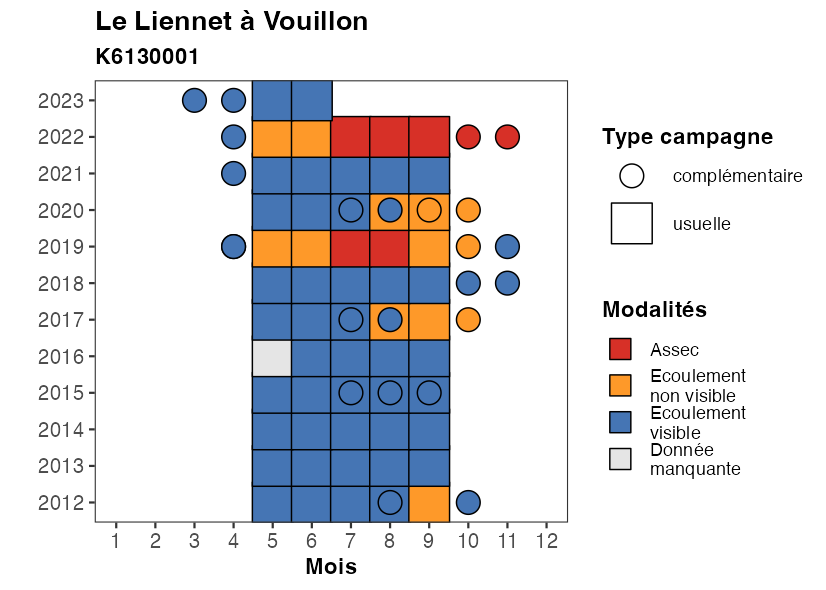 Le Liennet à Vouillon
K6130001
2023
2022
2021
2020
2019
2018
2017
2016
2015
2014
2013
2012
1 2 3 4 5 6 7 8 9 10 11 12
Mois
Type campagne
complémentaire
usuelle
Modalités
Assec
Ecoulement
non visible
Ecoulement
visible
Donnée
manquante